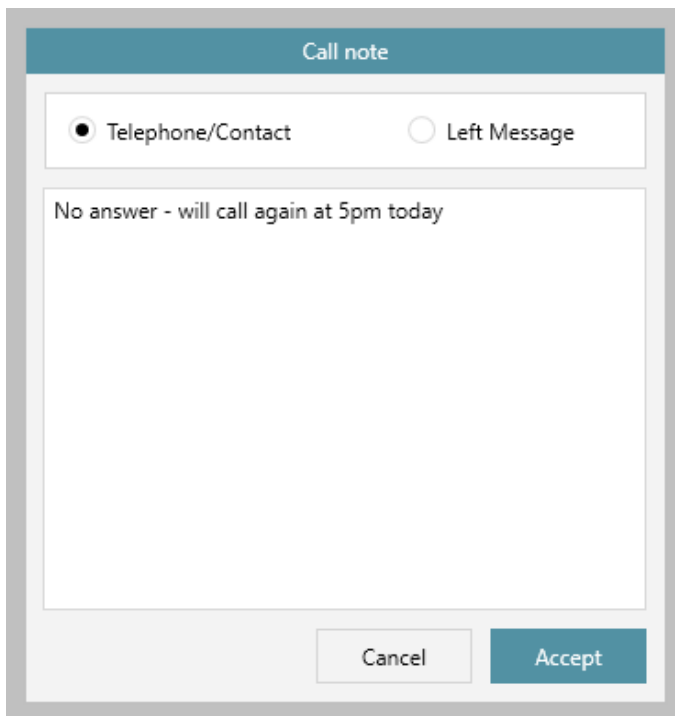 Call note
Telephone/Contact Left Message
No answer - will call again at 5pm today
Cancel Accept